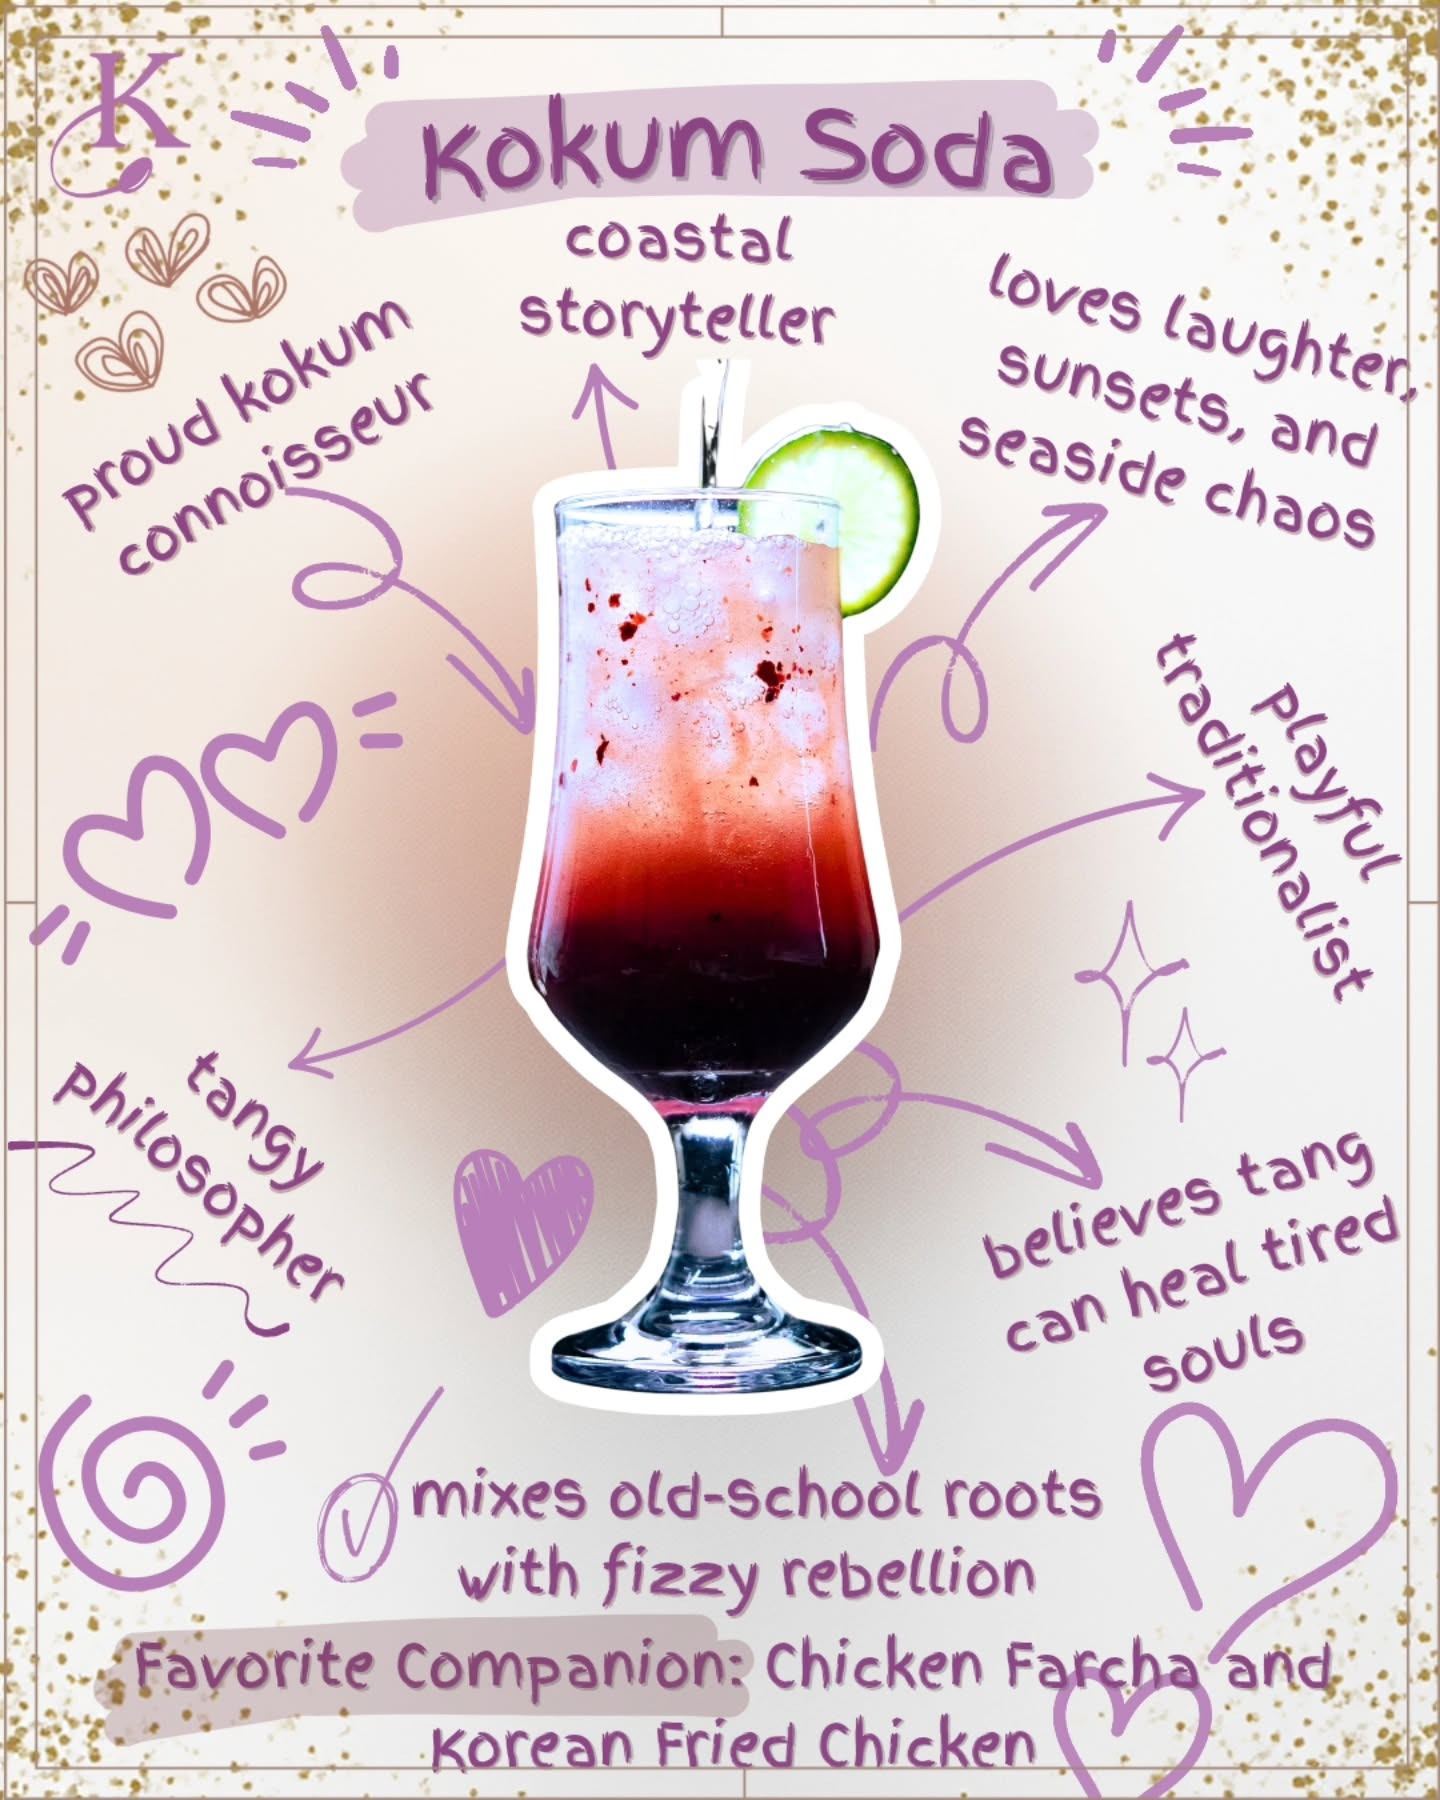 K
Kokum Soda
coastal
storyteller
proud kokum
connoisseur
loves laughter,
sunsets, and
seaside chaos
playful
traditionalist
tangy
philosopher
believes tang
can heal tired
souls
mixes old-school roots
with fizzy rebellion
Favorite Companion: Chicken Farcha and
Korean Fried Chicken